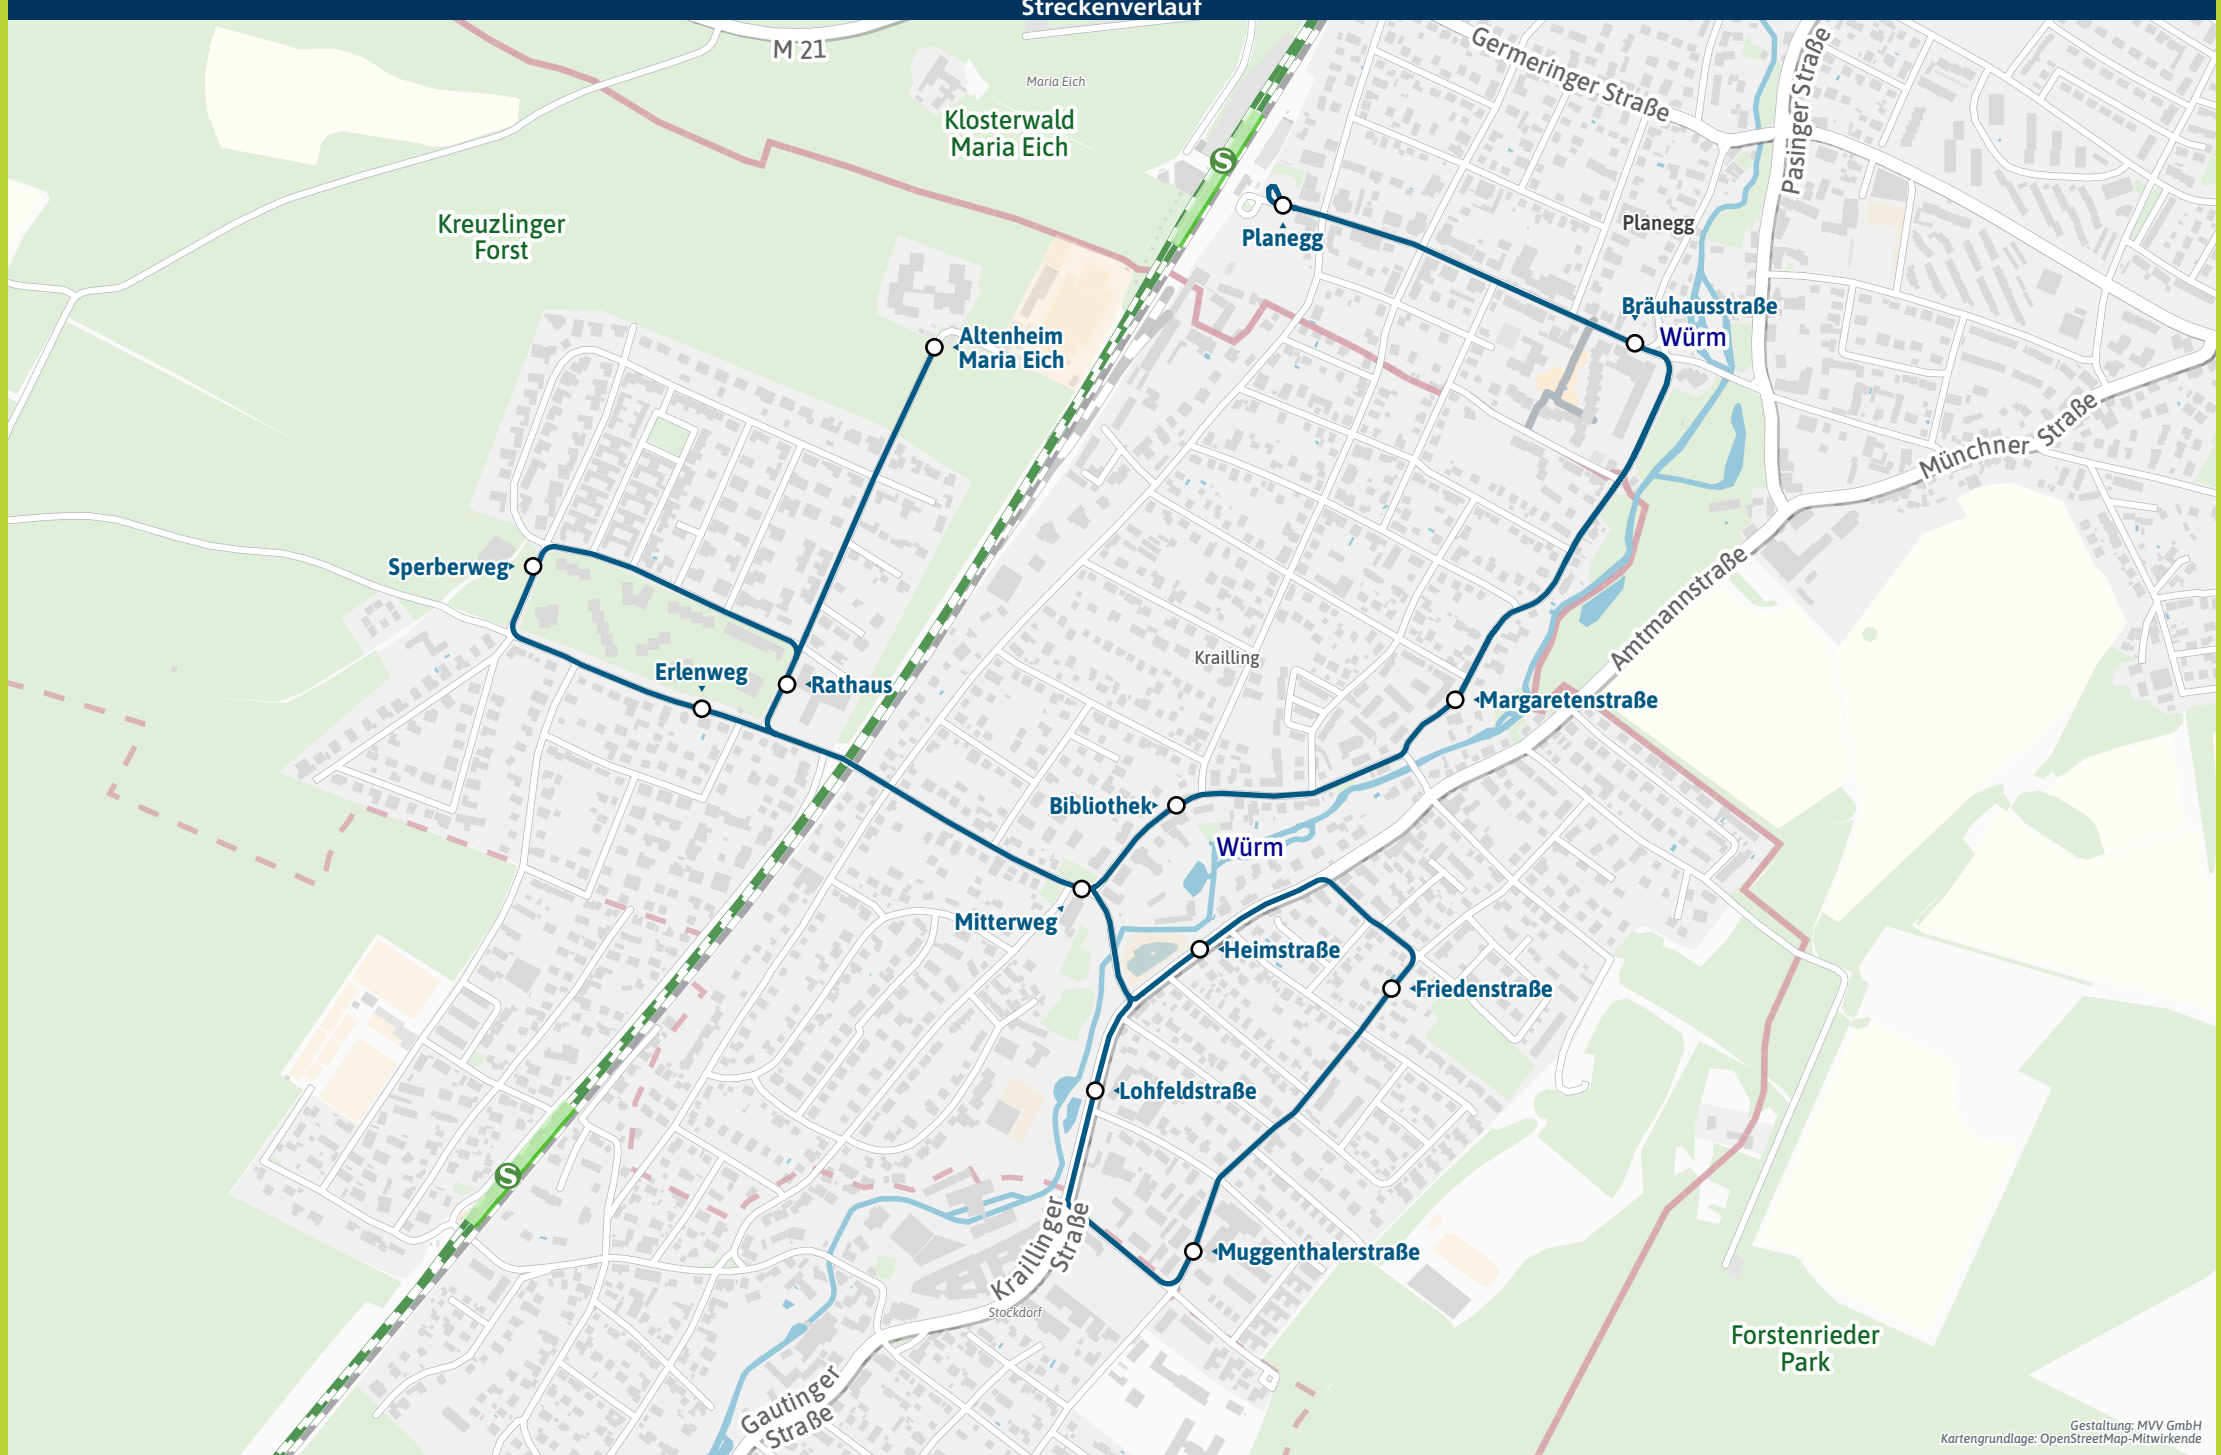 Streckenverlauf
M 21
Germeringer Straße
Pasinger Straße
Maria Eich
Klosterwald
Maria Eich
S
Kreuzlinger
Forst
Planegg
Planegg
Bräuhausstraße
Würm
Altenheim
Maria Eich
Münchner Straße
Sperberweg
Amtmannstraße
Erlenweg
Rathaus
Krailling
Margaretenstraße
Bibliothek
Würm
Mitterweg
Heimstraße
Friedenstraße
Lohfeldstraße
S
Kraillinger
Straße
Muggenthalerstraße
Stockdorf
Forstenrieder
Park
Gautinger
Straße
Gestaltung: MVV GmbH
Kartengrundlage: OpenStreetMap-Mitwirkende